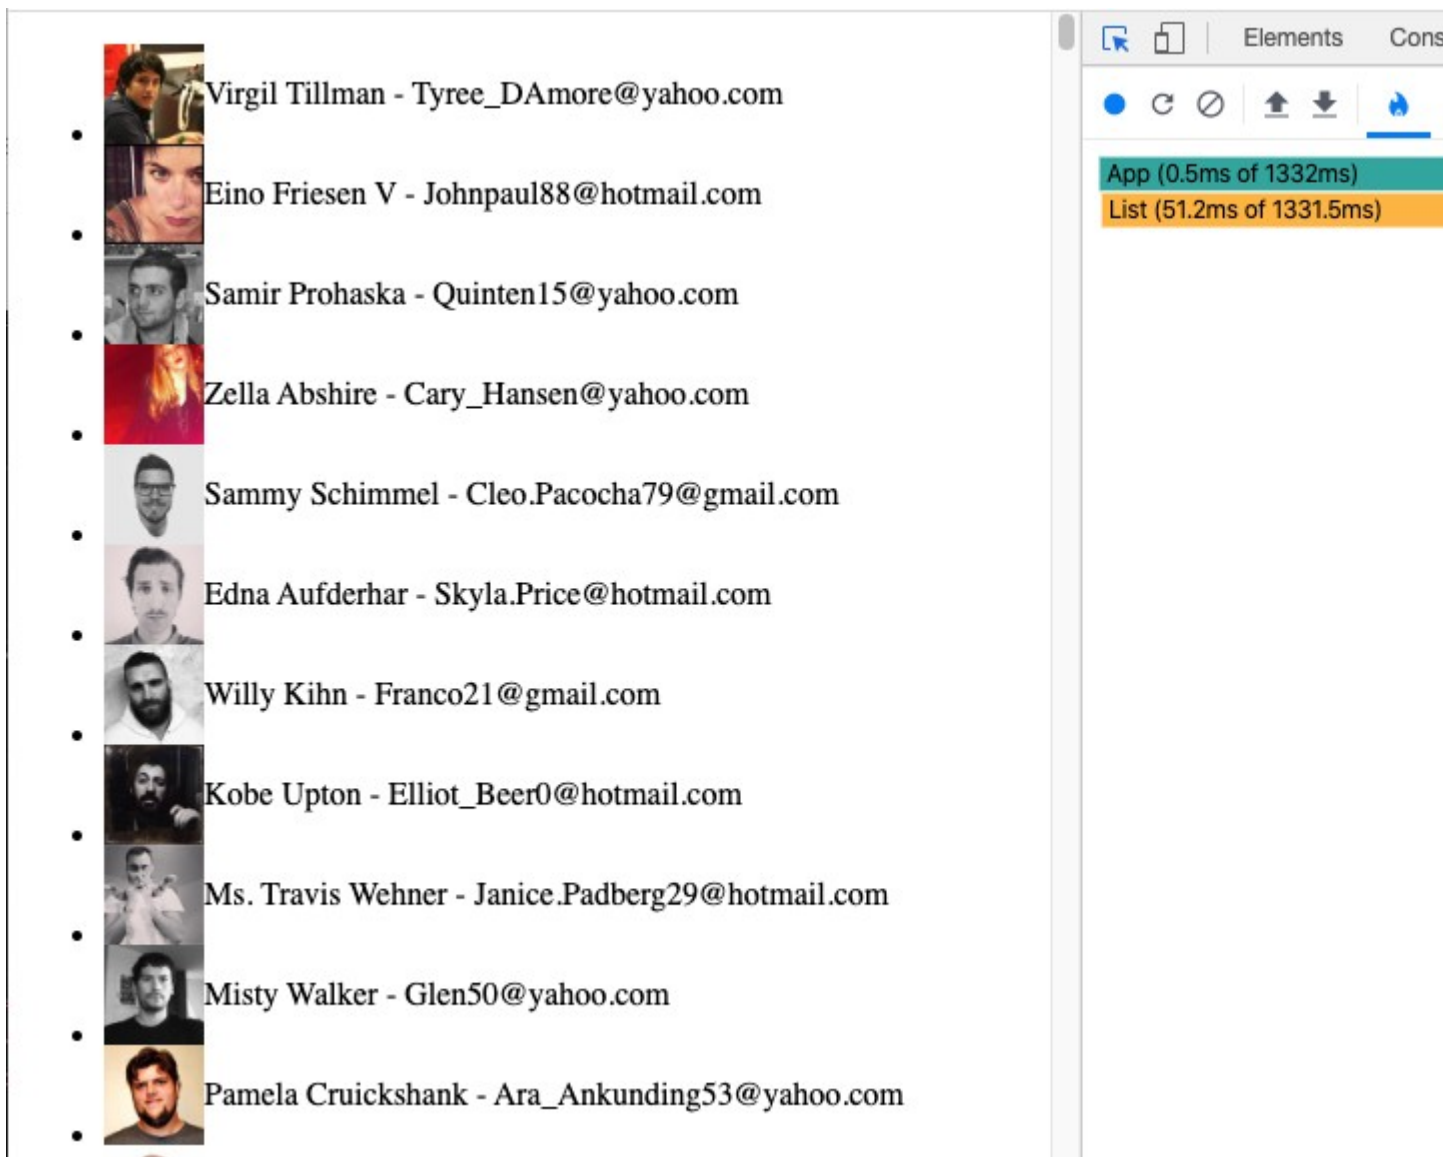 Virgil Tillman - Tyree_DAmore@yahoo.com
Eino Friesen V - Johnpaul88@hotmail.com
Samir Prohaska - Quinten15@yahoo.com
Zella Abshire - Cary_Hansen@yahoo.com
Sammy Schimmel - Cleo.Pacocha79@gmail.com
Edna Aufderhar - Skyla.Price@hotmail.com
Willy Kihn - Franco21@gmail.com
Kobe Upton - Elliot_Beer0@hotmail.com
Ms. Travis Wehner - Janice.Padberg29@hotmail.com
Misty Walker - Glen50@yahoo.com
Pamela Cruickshank - Ara_Ankunding53@yahoo.com
Elements Cons
App (0.5ms of 1332ms)
List (51.2ms of 1331.5ms)